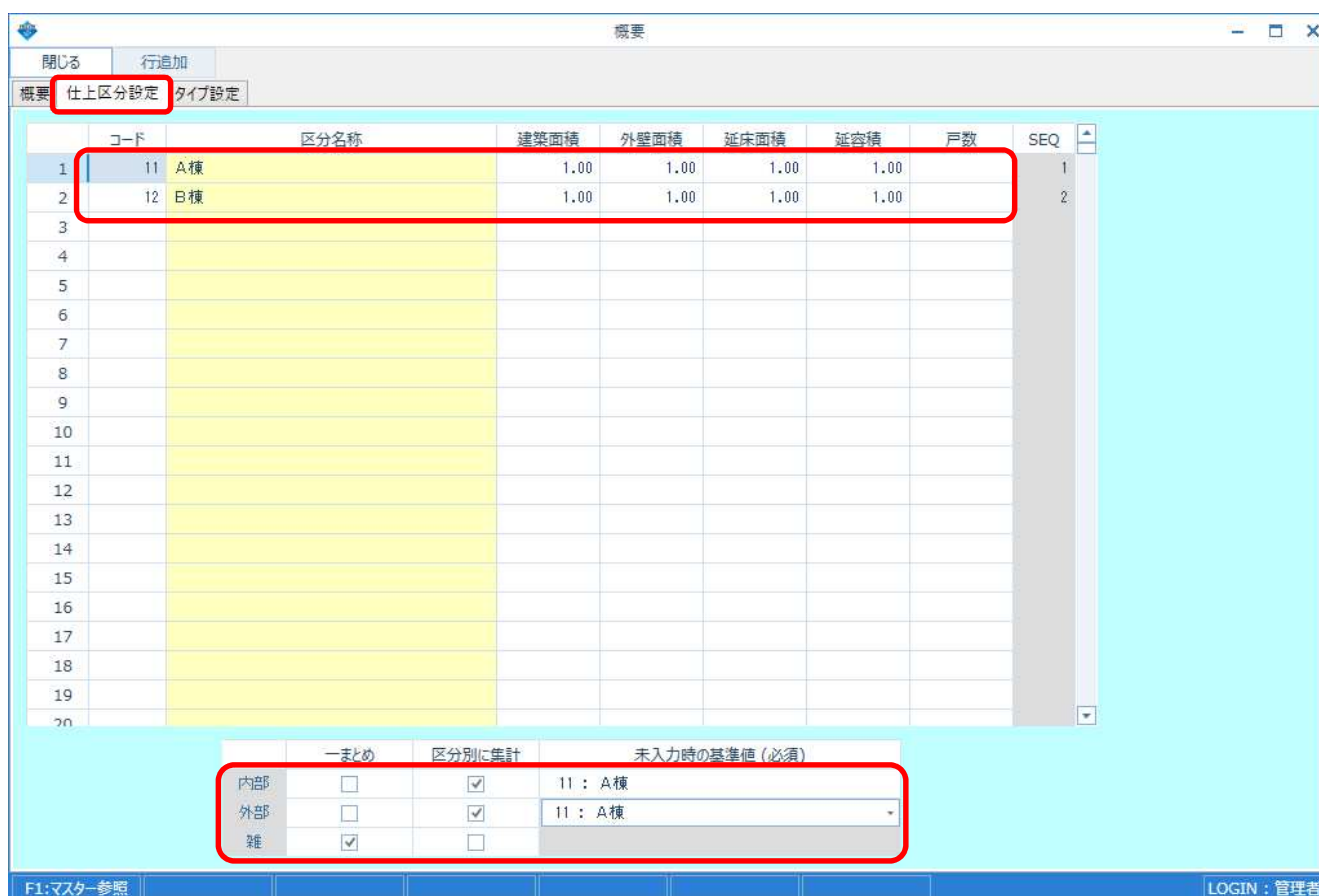 概要
閉じる 行追加
概要 仕上区分設定 タイプ設定
コード 区分名称 建築面積 外壁面積 延床面積 延容積 戸数 SEQ
1 11 A棟 1.00 1.00 1.00 1.00 1
2 12 B棟 1.00 1.00 1.00 1.00 2
3
4
5
6
7
8
9
10
11
12
13
14
15
16
17
18
19
20
一まとめ 区分別に集計 未入力時の基準値(必須)
内部 11 : A棟
外部 11 : A棟
雑
F1:マスター参照 LOGIN : 管理者